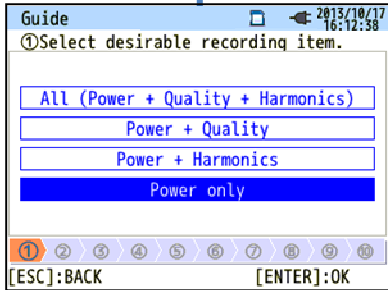 Guide 2013/10/17
16:12:38
①Select desirable recording item.
All (Power + Quality + Harmonics)
Power + Quality
Power + Harmonics
Power only
① ② ③ ④ ⑤ ⑥ ⑦ ⑧ ⑨ ⑩
[ESC]:BACK [ENTER]:OK